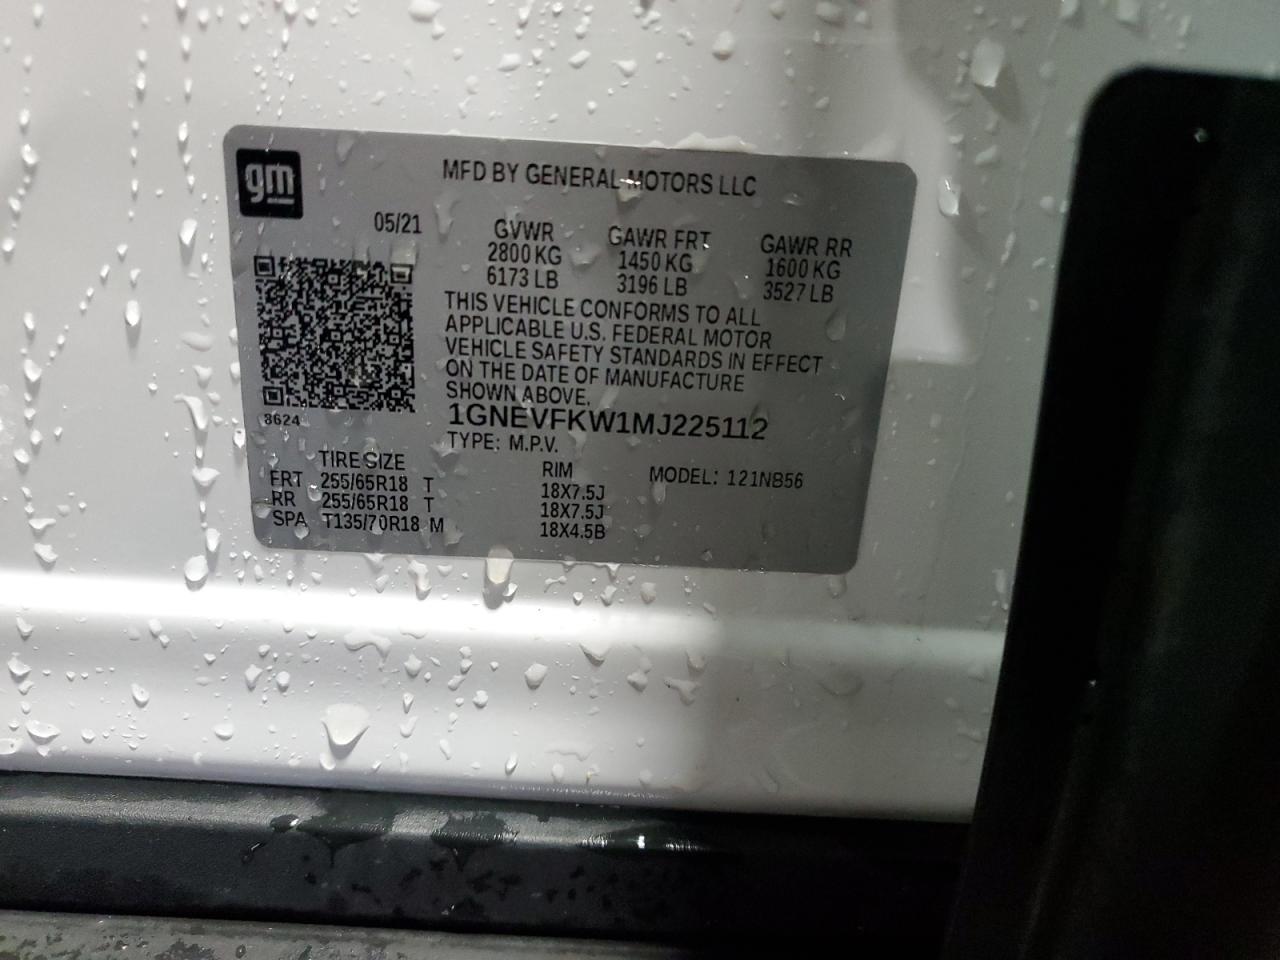 gm
MFD BY GENERAL MOTORS LLC
05/21 GVWR GAWR FRT GAWR RR
2800 KG 1450 KG 1600 KG
6173 LB 3196 LB 3527 LB
THIS VEHICLE CONFORMS TO ALL
APPLICABLE U.S. FEDERAL MOTOR
VEHICLE SAFETY STANDARDS IN EFFECT
ON THE DATE OF MANUFACTURE
SHOWN ABOVE.
8624
1GNEVFKW1MJ225112
TYPE: M.P.V.
TIRE SIZE RIM MODEL: 121NB56
FRT 255/65R18 T 18X7.5J
RR 255/65R18 T 18X7.5J
SPA T135/70R18 M 18X4.5B